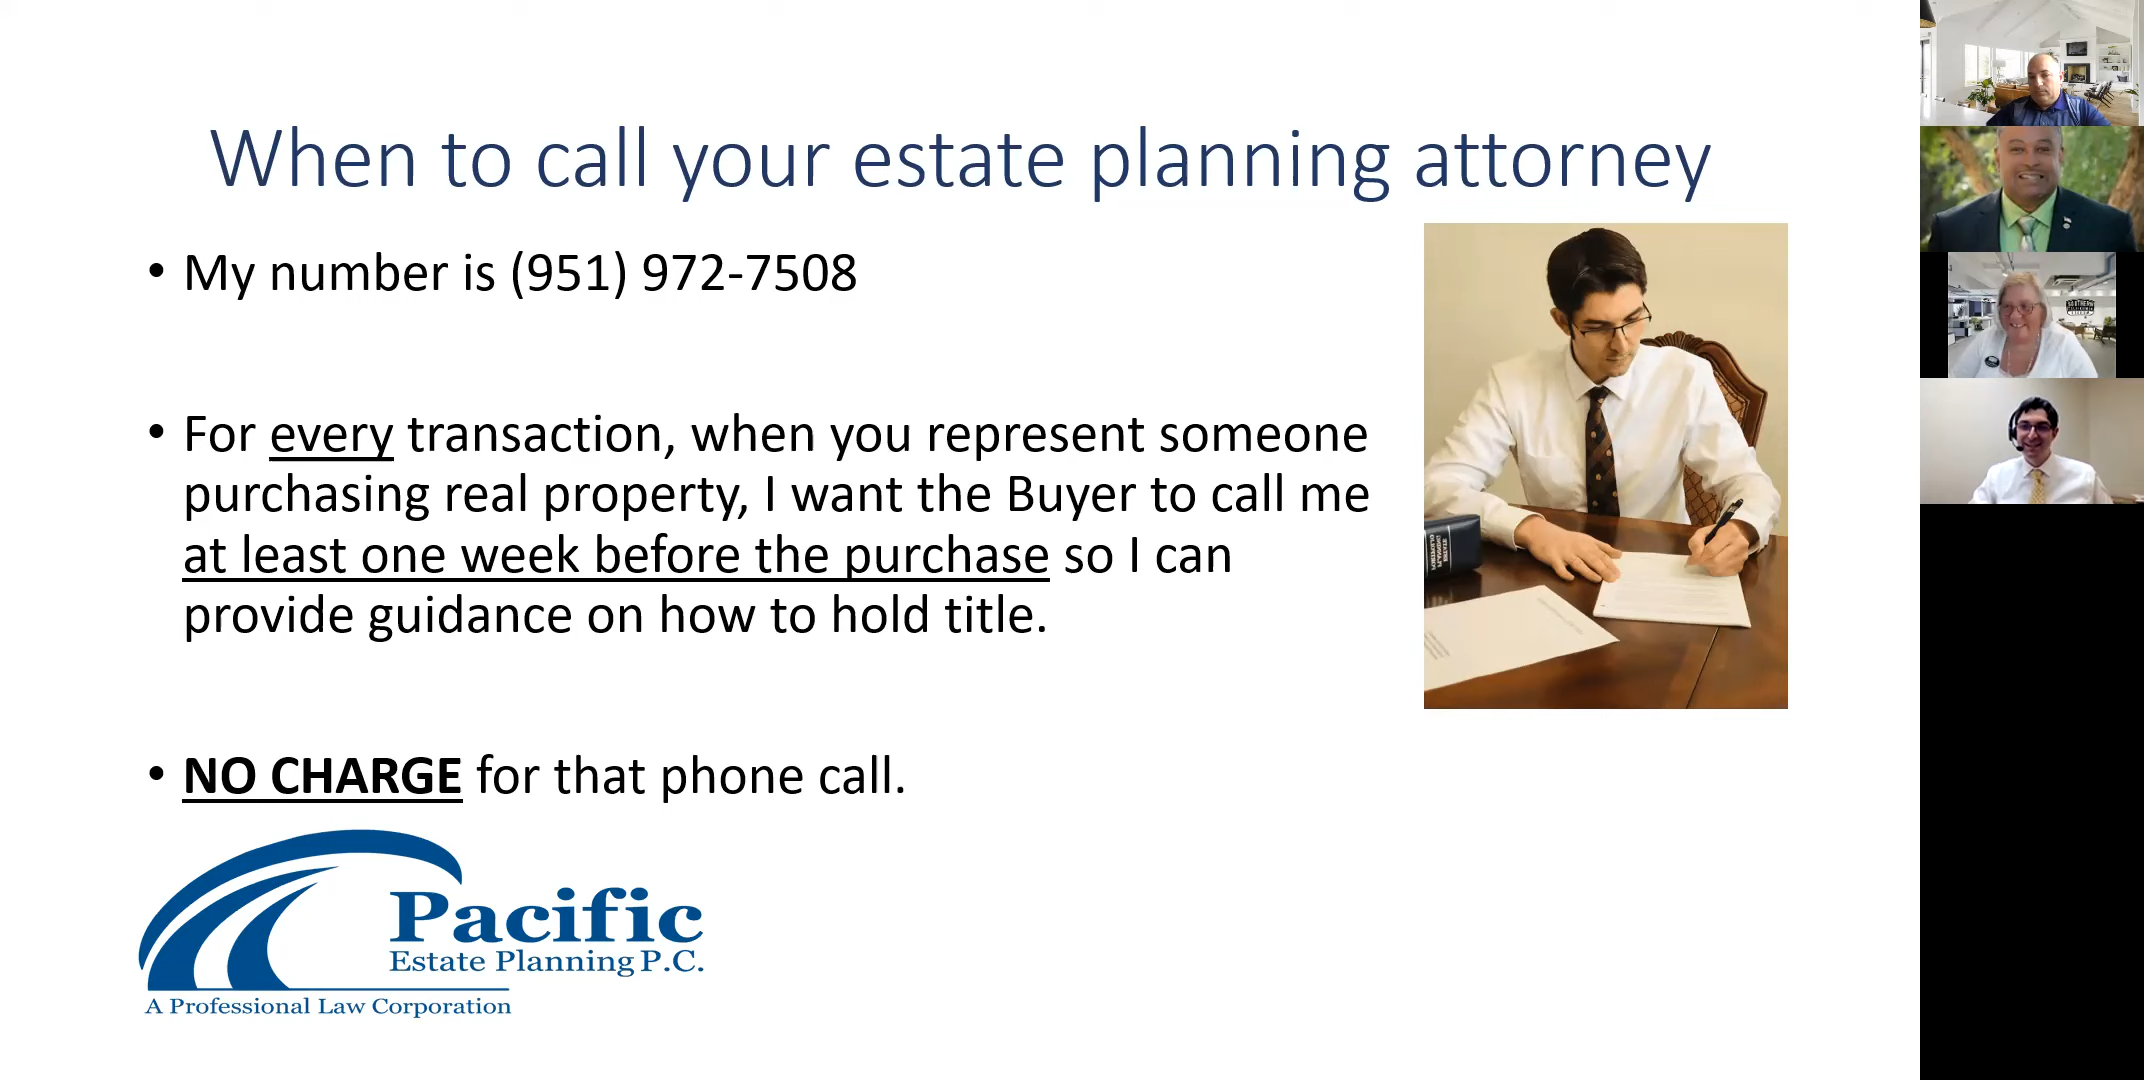 When to call your estate planning attorney
• My number is (951) 972-7508
• For every transaction, when you represent someone
purchasing real property, I want the Buyer to call me
at least one week before the purchase so I can
provide guidance on how to hold title.
• NO CHARGE for that phone call.
Pacific
Estate Planning P.C.
A Professional Law Corporation